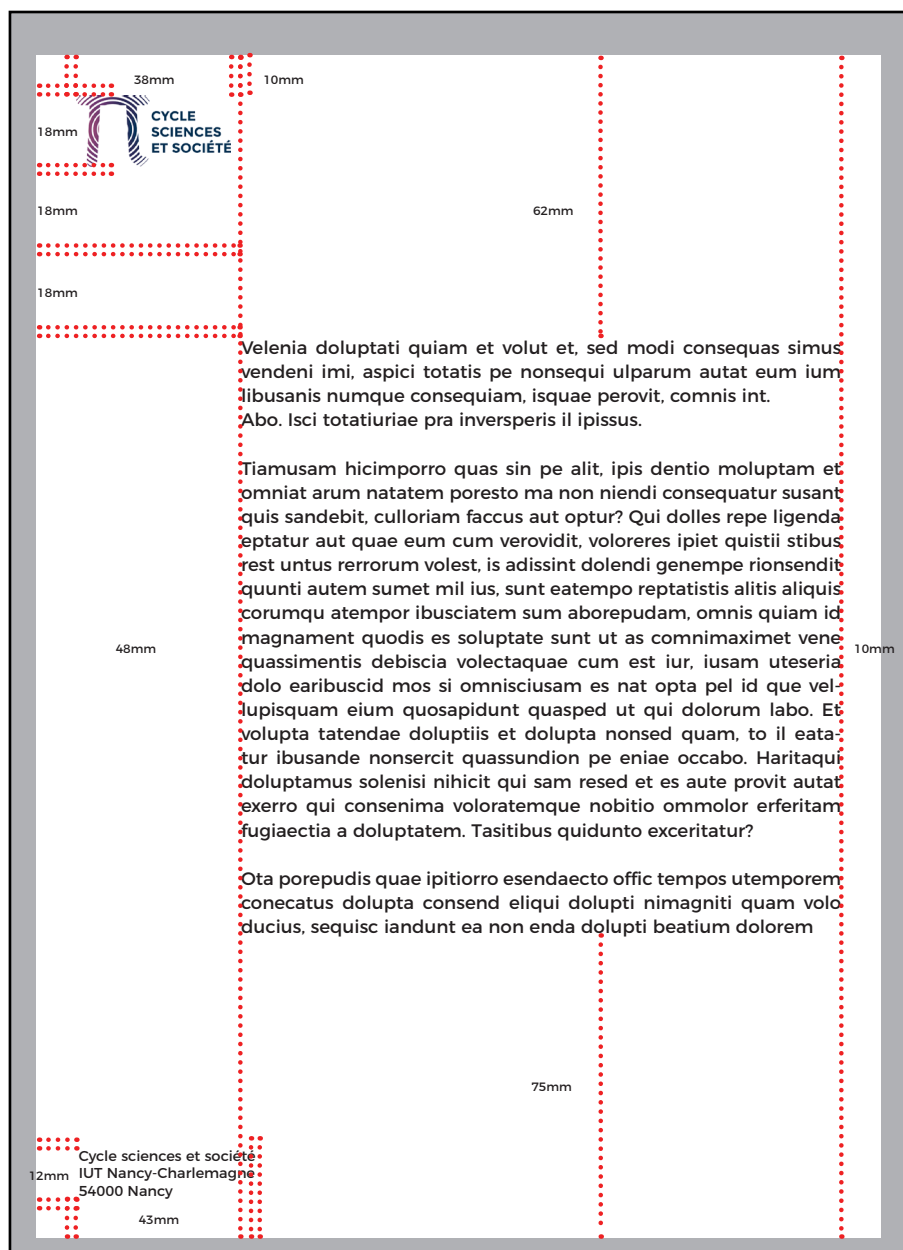 38mm
10mm
18mm
CYCLE
SCIENCES
ET SOCIÉTÉ
18mm
62mm
18mm
Velenia doluptati quiam et volut et, sed modi consequas simus
vendeni imi, aspici totatis pe nonsequi ulparum autat eum ium
libusanis numque consequiam, isquae perovit, comnis int.
Abo. Isci totatiuriae pra inversperis il ipissus.
Tiamusam hicimporro quas sin pe alit, ipis dentio moluptam et
omniat arum natatem poresto ma non niendi consequatur susant
quis sandebit, culloriam faccus aut optur? Qui dolles repe ligenda
eptatur aut quae eum cum verovidit, voloreres ipiet quistii stibus
rest untus rerrorum volest, is adissint dolendi genempe rionsendit
quunti autem sumet mil ius, sunt eatempo reptatistis alitis aliquis
corumqu atempor ibusciatem sum aborepudam, omnis quiam id
magnament quodis es soluptate sunt ut as comnimaximet vene
48mm
10mm
quassimentis debiscia volectaquae cum est iur, iusam uteseria
dolo earibuscid mos si omnisciusam es nat opta pel id que vel-
lupisquam eium quosapidunt quasped ut qui dolorum labo. Et
volupta tatendae doluptiis et dolupta nonsed quam, to il eata-
tur ibusande nonsercit quassundion pe eniae occabo. Haritaqui
doluptamus solenisi nihicit qui sam resed et es aute provit autat
exerro qui consenima voloratemque nobitio ommolor erferitam
fugiaectia a doluptatem. Tasitibus quidunto exceritatur?
Ota porepudis quae ipitiorro esendaecto offic tempos utemporem
conecatus dolupta consend eliqui dolupti nimagniti quam volo
ducius, sequisc iandunt ea non enda dolupti beatium dolorem
75mm
Cycle sciences et société
12mm
IUT Nancy-Charlemagne
54000 Nancy
43mm